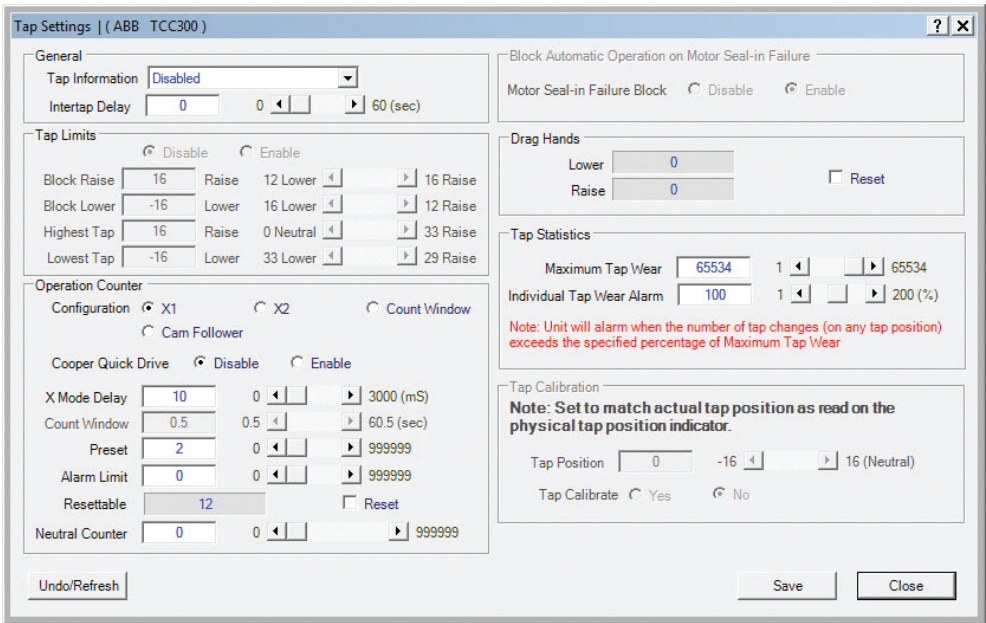 Tap Settings | ( ABB TCC300 )
General
Tap Information Disabled
Intertap Delay 0 0 60 (sec)
Tap Limits
Disable Enable
Block Raise 16 Raise 12 Lower 16 Raise
Block Lower -16 Lower 16 Lower 12 Raise
Highest Tap 16 Raise 0 Neutral 33 Raise
Lowest Tap -16 Lower 33 Lower 29 Raise
Operation Counter
Configuration X1 X2 Count Window
Cam Follower
Cooper Quick Drive Disable Enable
X Mode Delay 10 0 3000 (mS)
Count Window 0.5 0.5 60.5 (sec)
Preset 2 0 999999
Alarm Limit 0 0 999999
Resettable 12 Reset
Neutral Counter 0 0 999999
Block Automatic Operation on Motor Seal-in Failure
Motor Seal-in Failure Block Disable Enable
Drag Hands
Lower 0
Raise 0
Reset
Tap Statistics
Maximum Tap Wear 65534 1 65534
Individual Tap Wear Alarm 100 1 200 (%)
Note: Unit will alarm when the number of tap changes (on any tap position)
exceeds the specified percentage of Maximum Tap Wear
Tap Calibration
Note: Set to match actual tap position as read on the
physical tap position indicator.
Tap Position 0 -16 16 (Neutral)
Tap Calibrate Yes No
Undo/Refresh Save Close